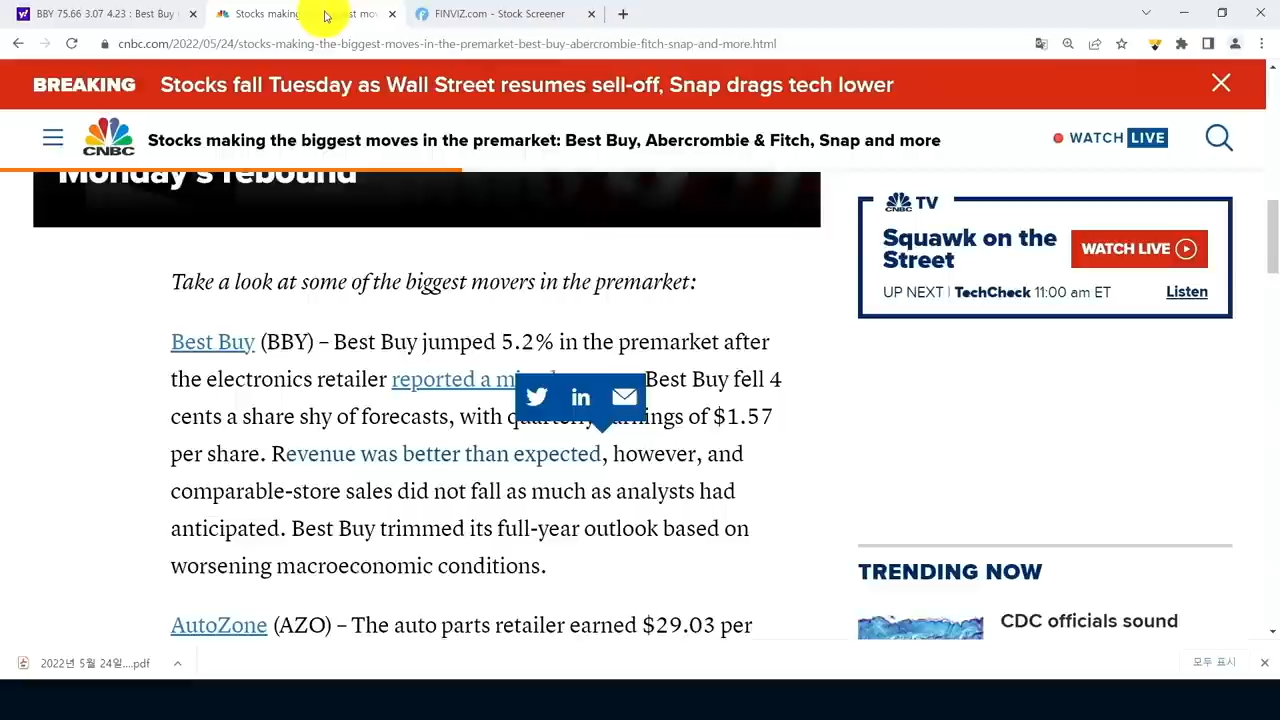 BBY 75.66 3.07 4.23 : Best Buy
Stocks making
FINVIZ.com - Stock Screener
cnbc.com/2022/05/24/stocks-making-the-biggest-moves-in-the-premarket-best-buy-abercrombie-fitch-snap-and-more.html
BREAKING Stocks fall Tuesday as Wall Street resumes sell-off, Snap drags tech lower
CNBC Stocks making the biggest moves in the premarket: Best Buy, Abercrombie & Fitch, Snap and more
WATCH LIVE
Monday's rebound
CNBC TV
Squawk on the
Street
WATCH LIVE
UP NEXT | TechCheck 11:00 am ET
Listen
Take a look at some of the biggest movers in the premarket:
Best Buy (BBY) – Best Buy jumped 5.2% in the premarket after
the electronics retailer reported a Best Buy fell 4
cents a share shy of forecasts, with quarterly earnings of $1.57
per share. Revenue was better than expected, however, and
comparable-store sales did not fall as much as analysts had
anticipated. Best Buy trimmed its full-year outlook based on
worsening macroeconomic conditions.
AutoZone (AZO) – The auto parts retailer earned $29.03 per
TRENDING NOW
CDC officials sound
2022년 5월 24일....pdf
모두 표시